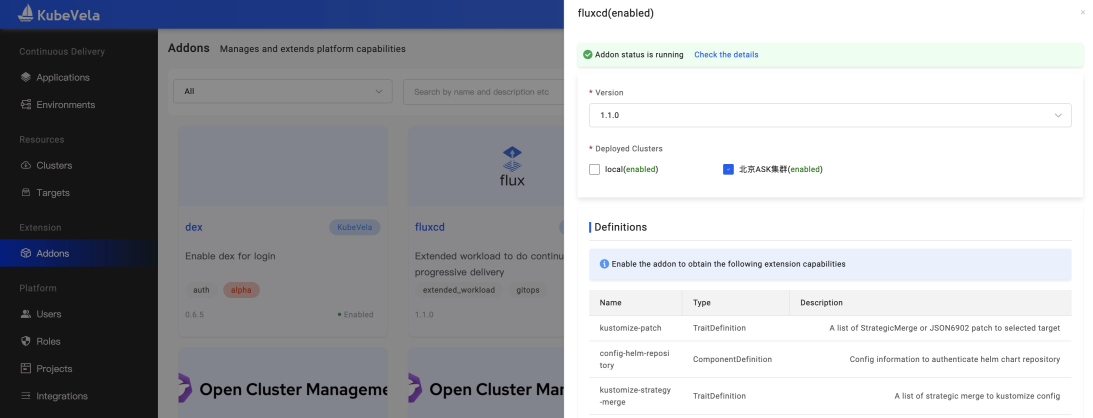 KubeVela
Continuous Delivery
Applications
Environments
Resources
Clusters
Targets
Extension
Addons
Platform
Users
Roles
Projects
Integrations
Addons Manages and extends platform capabilities
All
Search by name and description etc
dex
KubeVela
Enable dex for login
auth alpha
0.6.5
Enabled
flux
fluxcd
Extended workload to do continu
progressive delivery
extended_workload gitops
1.1.0
Open Cluster Manageme
Open Cluster Mar
fluxcd(enabled)
Addon status is running Check the details
* Version
1.1.0
* Deployed Clusters
local(enabled) 北京ASK集群(enabled)
Definitions
Enable the addon to obtain the following extension capabilities
Name Type Description
kustomize-patch TraitDefinition A list of StrategicMerge or JSON6902 patch to selected target
config-helm-reposi
tory
ComponentDefinition Config information to authenticate helm chart repository
kustomize-strategy
-merge
TraitDefinition A list of strategic merge to kustomize config